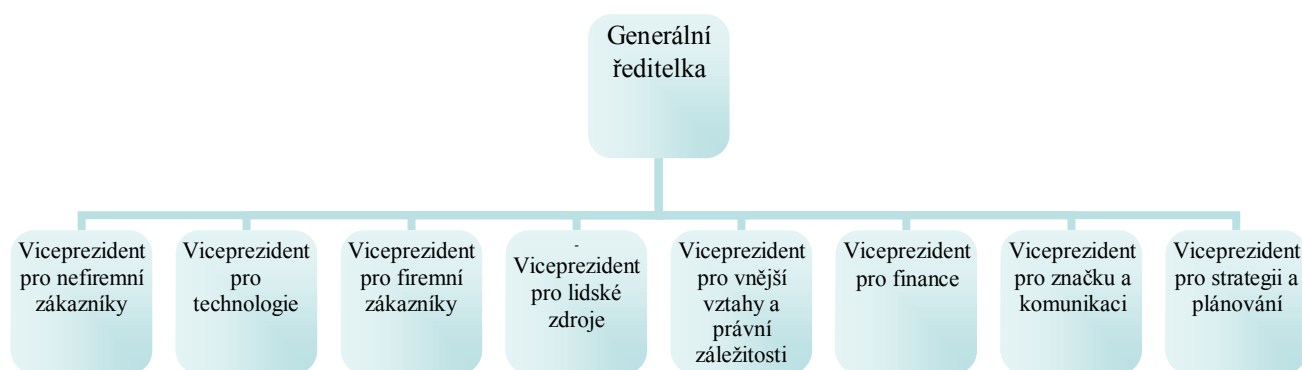 Generální
ředitelka
Viceprezident
pro nefiremní
zákazníky
Viceprezident
pro
technologie
Viceprezident
pro firemní
zákazníky
-
Viceprezident
pro lidské
zdroje
Viceprezident
pro vnější
vztahy a
právní
záležitosti
Viceprezident
pro finance
Viceprezident
pro značku a
komunikaci
Viceprezident
pro strategii a
plánování